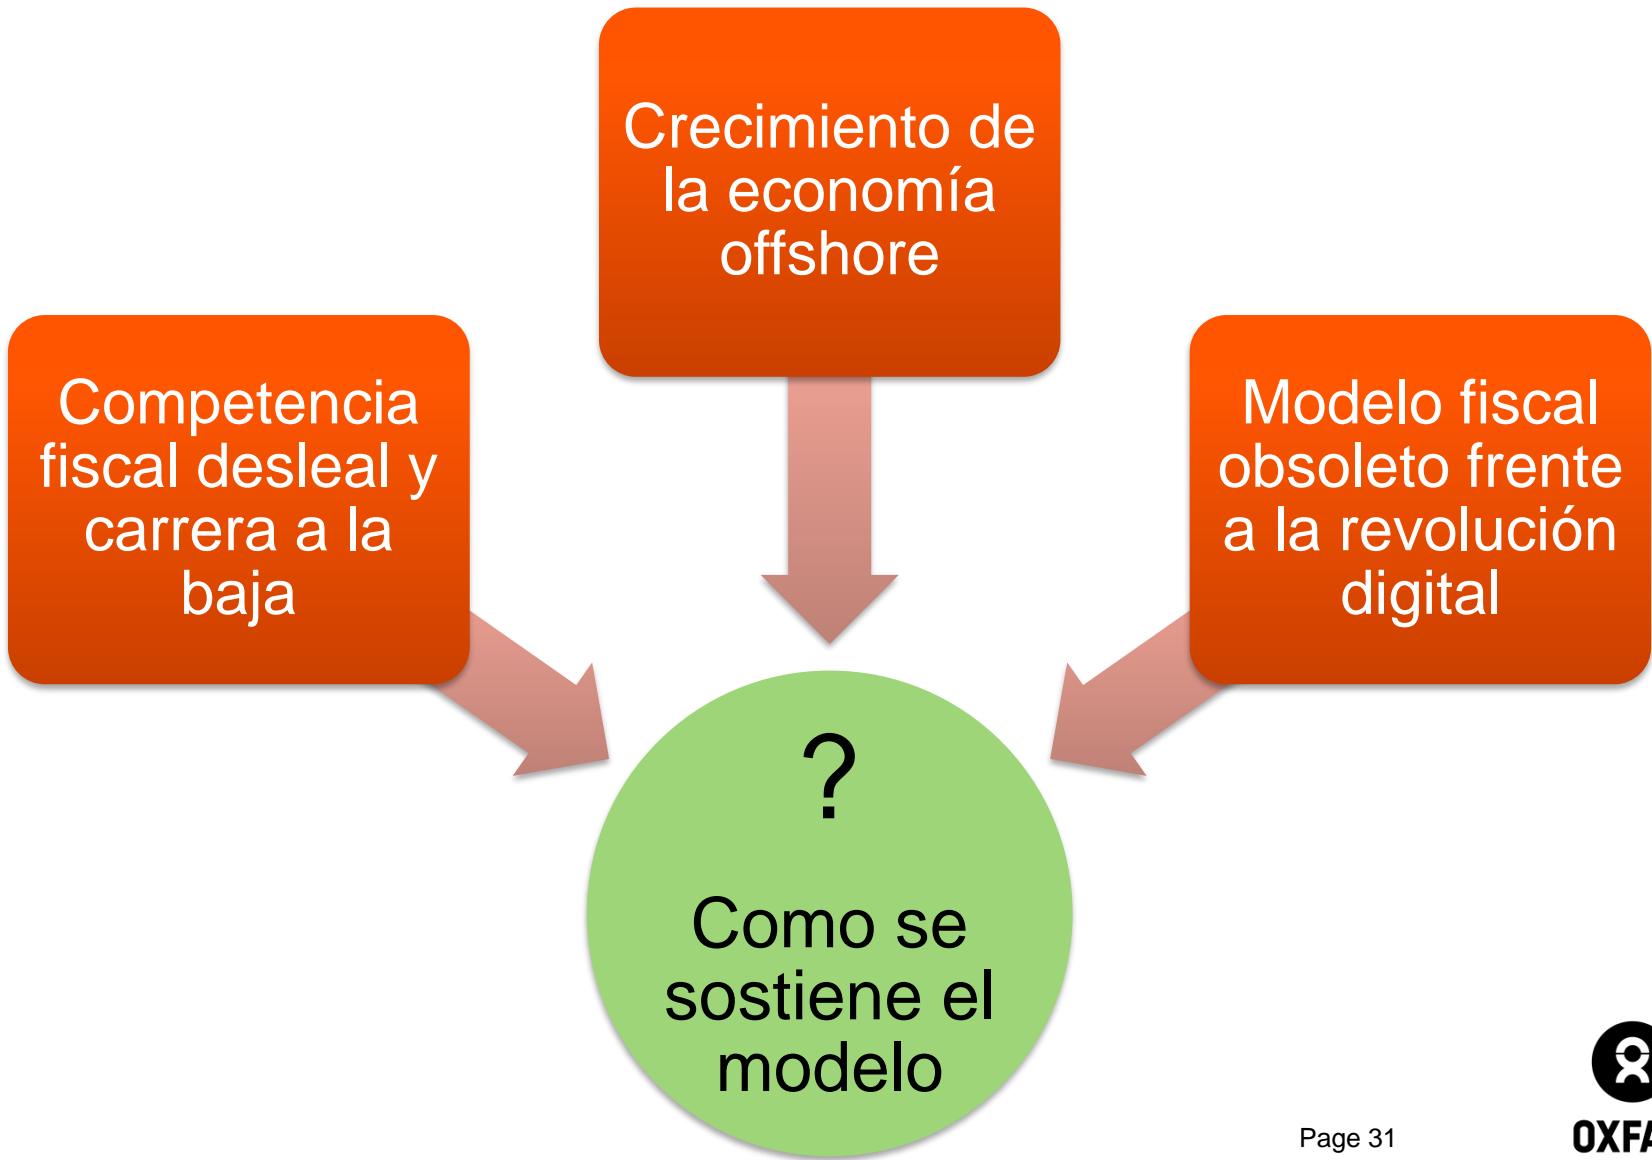 Crecimiento de
la economía
offshore
Competencia
fiscal desleal y
carrera a la
baja
Modelo fiscal
obsoleto frente
a la revolución
digital
?
Como se
sostiene el
modelo
Page 31